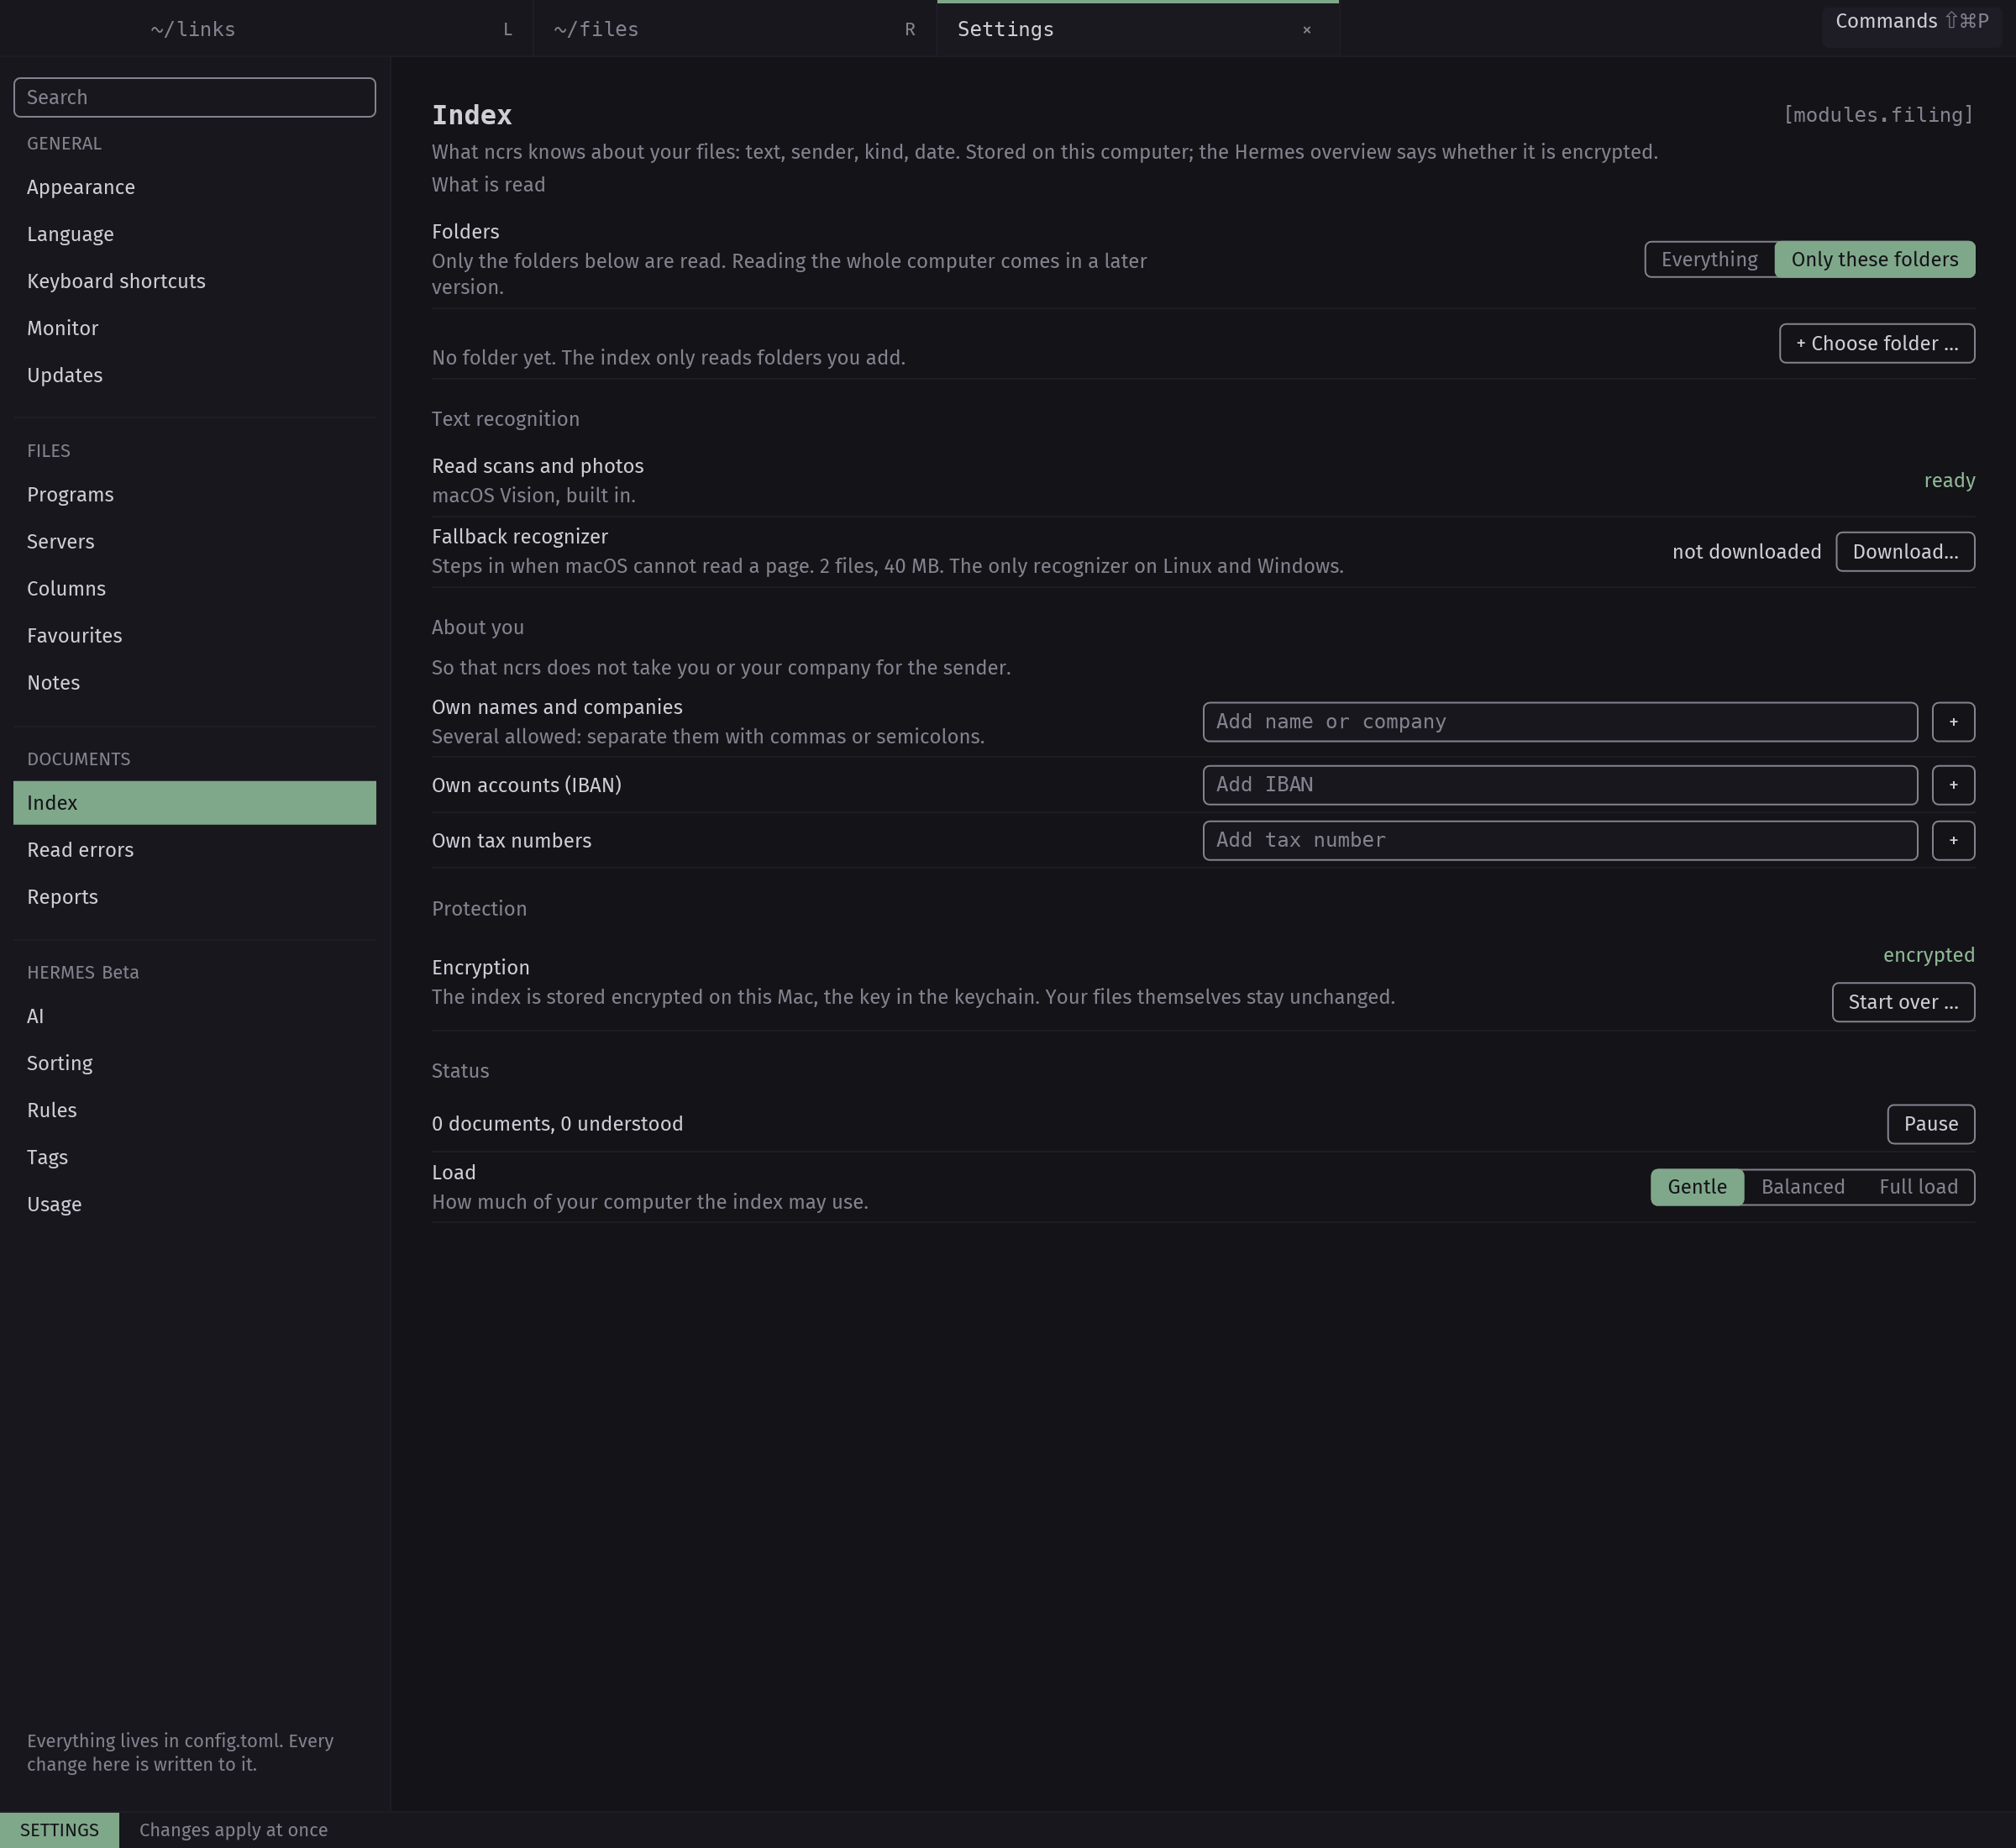 ~/links L ~/files R Settings × Commands ⇧⌘P
Search
GENERAL
Appearance
Language
Keyboard shortcuts
Monitor
Updates
FILES
Programs
Servers
Columns
Favourites
Notes
DOCUMENTS
Index
Read errors
Reports
HERMES Beta
AI
Sorting
Rules
Tags
Usage
Everything lives in config.toml. Every
change here is written to it.
Index [modules.filing]
What ncrs knows about your files: text, sender, kind, date. Stored on this computer; the Hermes overview says whether it is encrypted.
What is read
Folders
Only the folders below are read. Reading the whole computer comes in a later
version.
Everything Only these folders
No folder yet. The index only reads folders you add.
+ Choose folder ...
Text recognition
Read scans and photos
macOS Vision, built in.
ready
Fallback recognizer
Steps in when macOS cannot read a page. 2 files, 40 MB. The only recognizer on Linux and Windows.
not downloaded Download...
About you
So that ncrs does not take you or your company for the sender.
Own names and companies
Several allowed: separate them with commas or semicolons.
Add name or company +
Own accounts (IBAN) Add IBAN +
Own tax numbers Add tax number +
Protection
Encryption
The index is stored encrypted on this Mac, the key in the keychain. Your files themselves stay unchanged.
encrypted
Start over ...
Status
0 documents, 0 understood Pause
Load
How much of your computer the index may use.
Gentle Balanced Full load
SETTINGS Changes apply at once